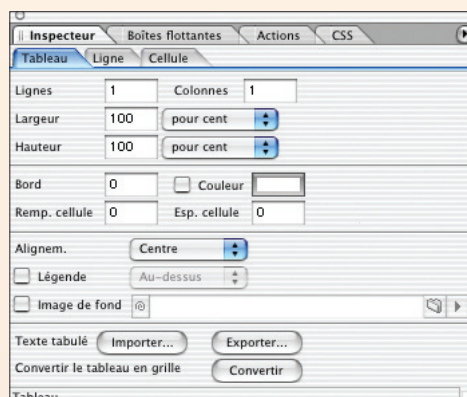 Inspecteur Boîtes flottantes Actions CSS
Tableau Ligne Cellule
Lignes 1 Colonnes 1
Largeur 100 pour cent
Hauteur 100 pour cent
Bord 0 Couleur
Remp. cellule 0 Esp. cellule 0
Alignem. Centre
Légende Au-dessus
Image de fond
Texte tabulé Importer... Exporter...
Convertir le tableau en grille Convertir
Tableau